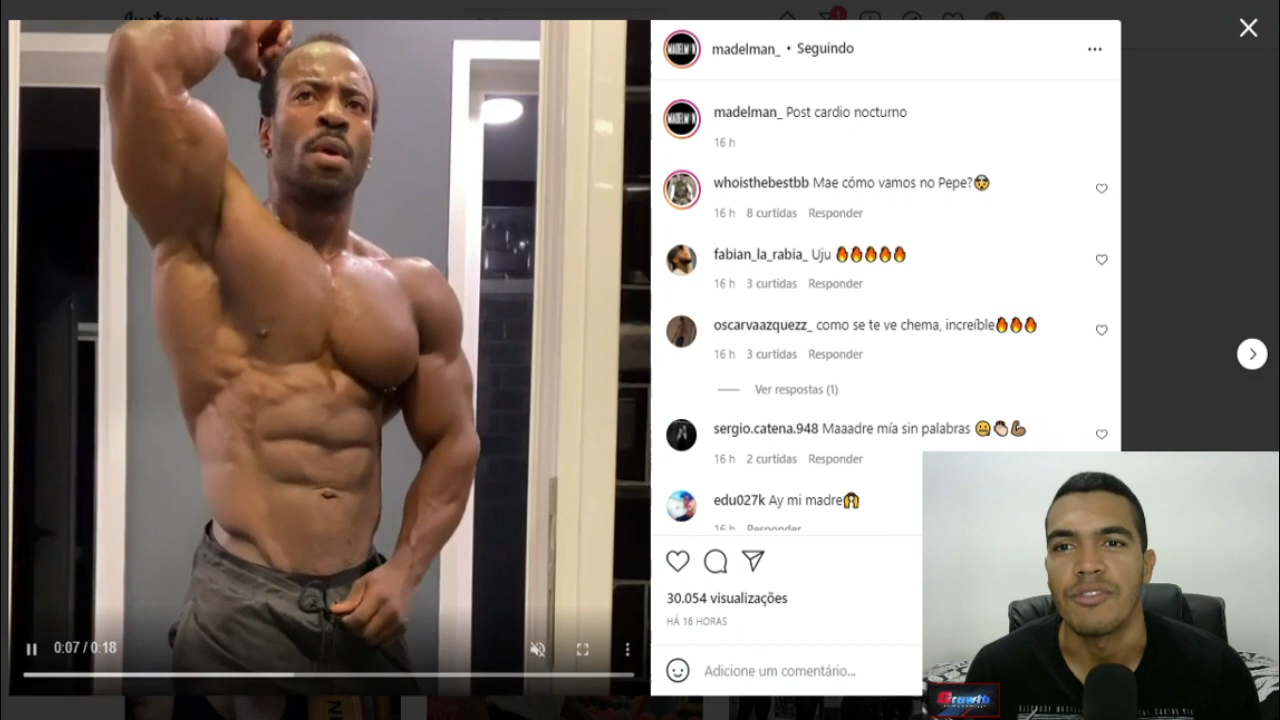 madelman_ • Seguindo
madelman_ Post cardio nocturno
16 h
whoisthebestbb Mae cómo vamos no Pepe?😲
16 h 8 curtidas Responder
fabian_la_rabia_ Uju 🔥🔥🔥🔥🔥
16 h 3 curtidas Responder
oscarvaazquezz_ como se te ve chema, increíble🔥🔥🔥
16 h 3 curtidas Responder
Ver respostas (1)
sergio.catena.948 Maaadre mía sin palabras 🤐👏🏻💪🏽
16 h 2 curtidas Responder
edu027k Ay mi madre😱
16 h Responder
30.054 visualizações
HÁ 16 HORAS
Adicione um comentário...
0:07 / 0:18
Growth